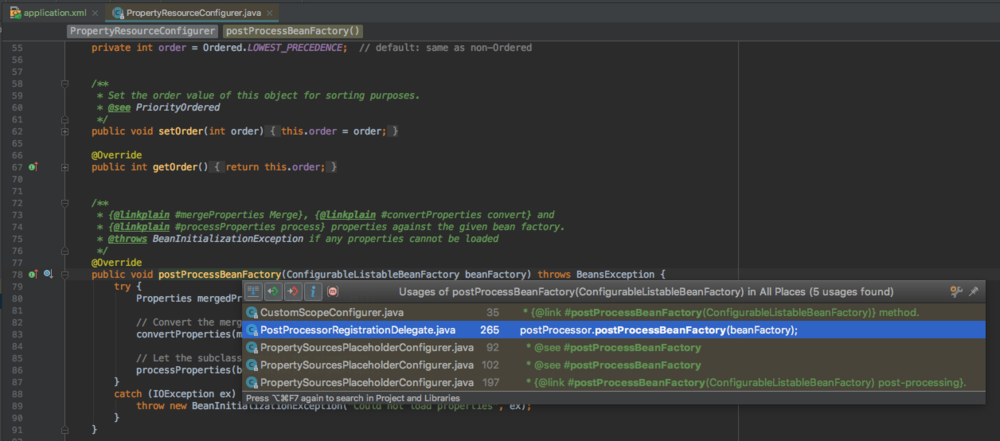 application.xml × PropertyResourceConfigurer.java ×
PropertyResourceConfigurer postProcessBeanFactory()
55 private int order = Ordered.LOWEST_PRECEDENCE; // default: same as non-Ordered
56
57
58 /**
59 * Set the order value of this object for sorting purposes.
60 * @see PriorityOrdered
61 */
62 public void setOrder(int order) { this.order = order; }
65
66 @Override
67 public int getOrder() { return this.order; }
70
71
72 /**
73 * {@linkplain #mergeProperties Merge}, {@linkplain #convertProperties convert} and
74 * {@linkplain #processProperties process} properties against the given bean factory.
75 * @throws BeanInitializationException if any properties cannot be loaded
76 */
77 @Override
78 public void postProcessBeanFactory(ConfigurableListableBeanFactory beanFactory) throws BeansException {
79 try {
80 Properties mergedPr
81
82 // Convert the merg
83 convertProperties(m
84
85 // Let the subclass
86 processProperties(b
87 }
88 catch (IOException ex)
89 throw new BeanInitializationException("Could not load properties", ex);
90 }
91 }
Usages of postProcessBeanFactory(ConfigurableListableBeanFactory) in All Places (5 usages found)
CustomScopeConfigurer.java 35 * {@link #postProcessBeanFactory(ConfigurableListableBeanFactory)} method.
PostProcessorRegistrationDelegate.java 265 postProcessor.postProcessBeanFactory(beanFactory);
PropertySourcesPlaceholderConfigurer.java 92 * @see #postProcessBeanFactory
PropertySourcesPlaceholderConfigurer.java 102 * @see #postProcessBeanFactory
PropertySourcesPlaceholderConfigurer.java 197 * {@link #postProcessBeanFactory(ConfigurableListableBeanFactory) post-processing}.
Press ⌥⌘F7 again to search in Project and Libraries